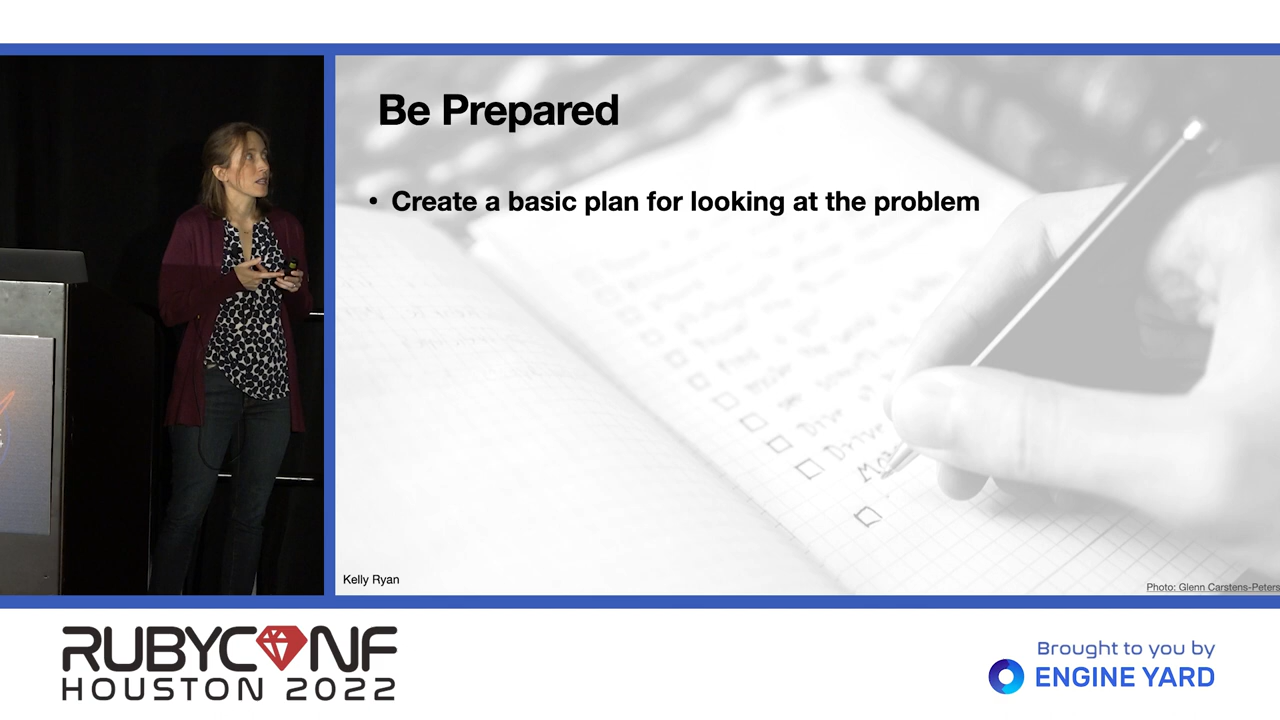 Be Prepared
• Create a basic plan for looking at the problem
Kelly Ryan
Photo: Glenn Carstens-Peters
RUBYCONF
HOUSTON 2022
Brought to you by
ENGINE YARD